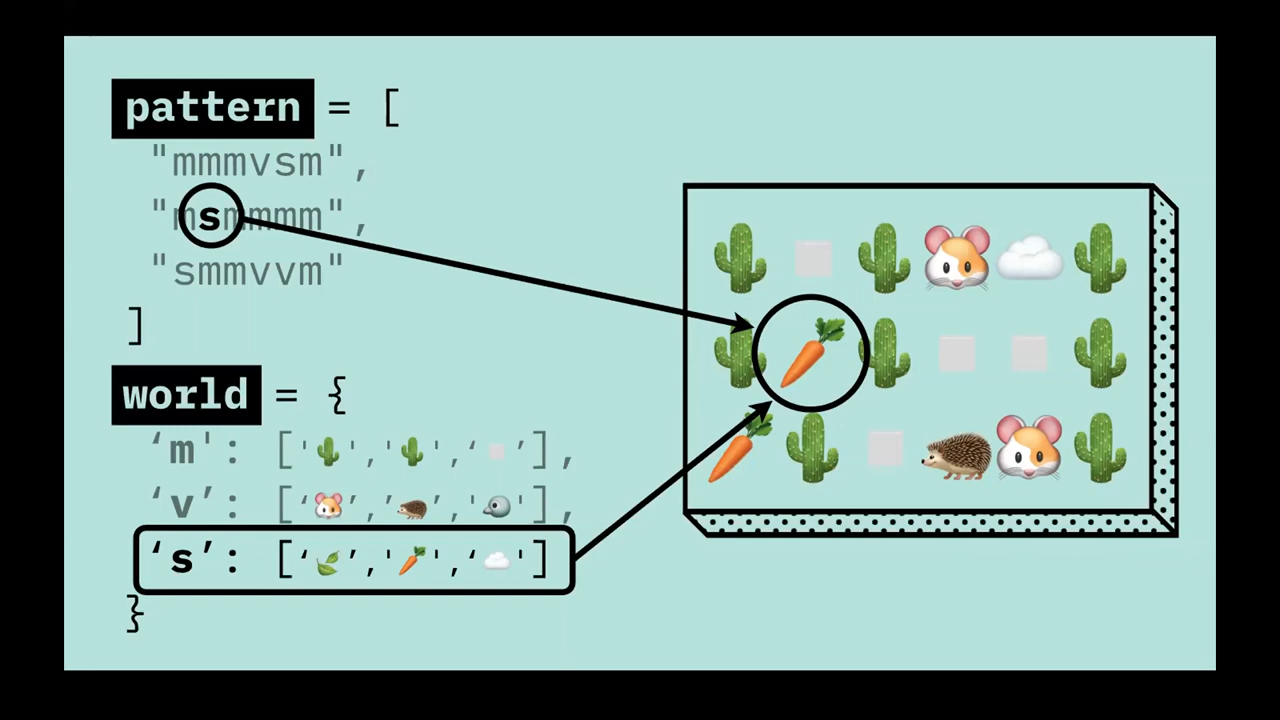 pattern = [
"mmmvsm",
"msmmmm",
"smmvvm"
]
world = {
‘m': ['🌵','🌵',‘◻️’],
‘v’: [‘🐹’,’🦔’,'🐦'],
‘s’: [‘🍃’,'🥕',‘☁️']
}